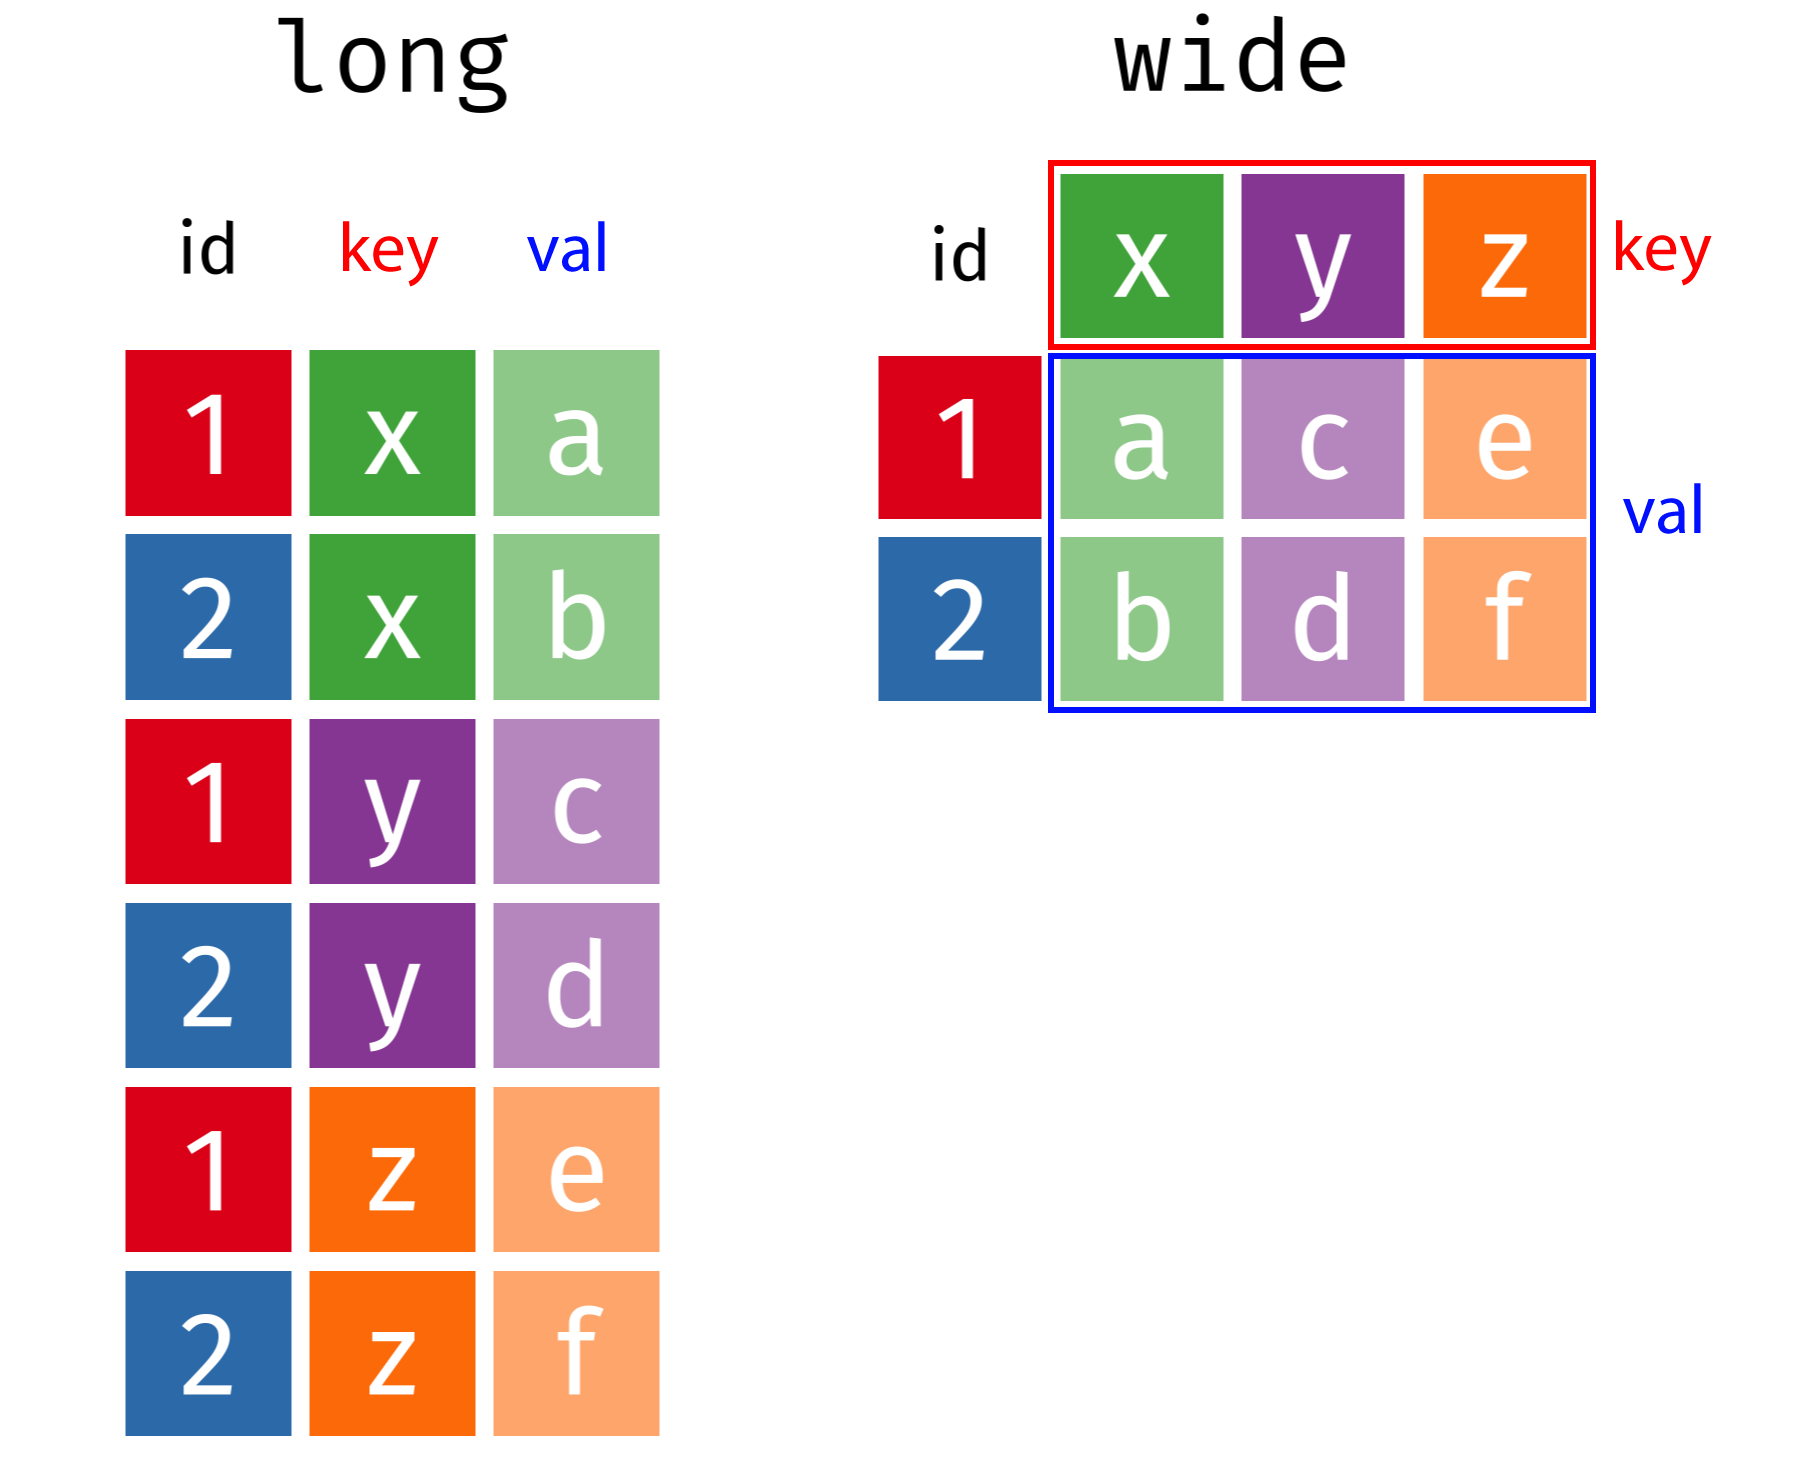 long
id key val
1 x a
2 x b
1 y c
2 y d
1 z e
2 z f
wide
id x y z key
1 a c e
val
2 b d f